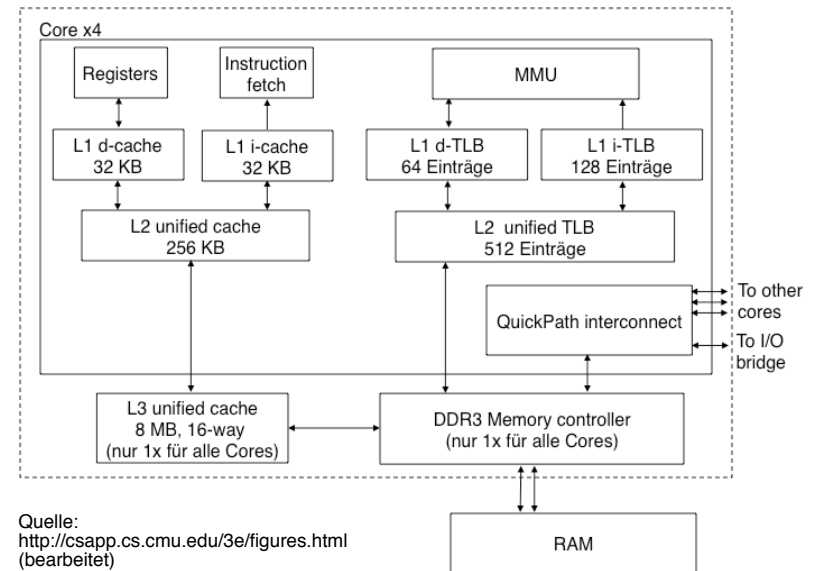 Core x4
Registers
Instruction
fetch
MMU
L1 d-cache
32 KB
L1 i-cache
32 KB
L1 d-TLB
64 Einträge
L1 i-TLB
128 Einträge
L2 unified cache
256 KB
L2 unified TLB
512 Einträge
QuickPath interconnect
To other
cores
To I/O
bridge
L3 unified cache
8 MB, 16-way
(nur 1x für alle Cores)
DDR3 Memory controller
(nur 1x für alle Cores)
Quelle:
http://csapp.cs.cmu.edu/3e/figures.html
(bearbeitet)
RAM